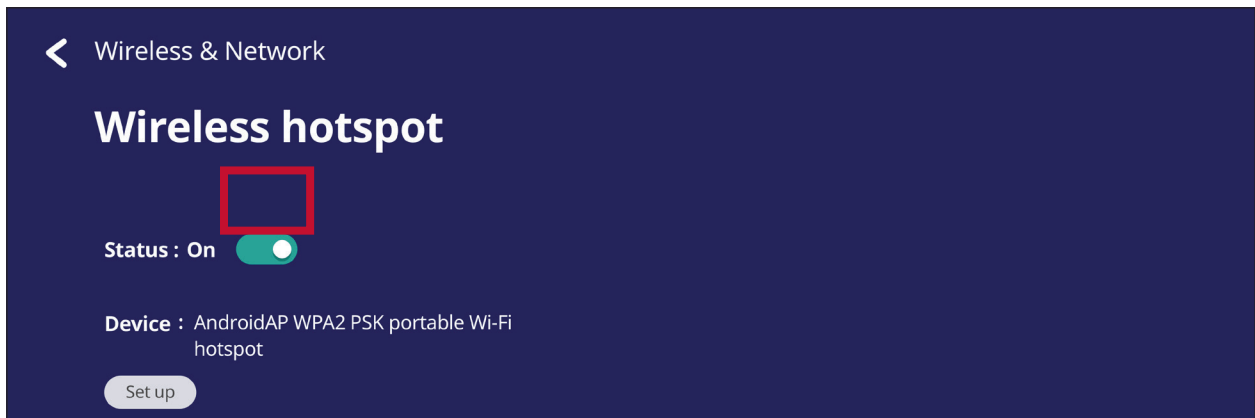 Wireless & Network
Wireless hotspot
Status : On
Device : AndroidAP WPA2 PSK portable Wi-Fi
hotspot
Set up